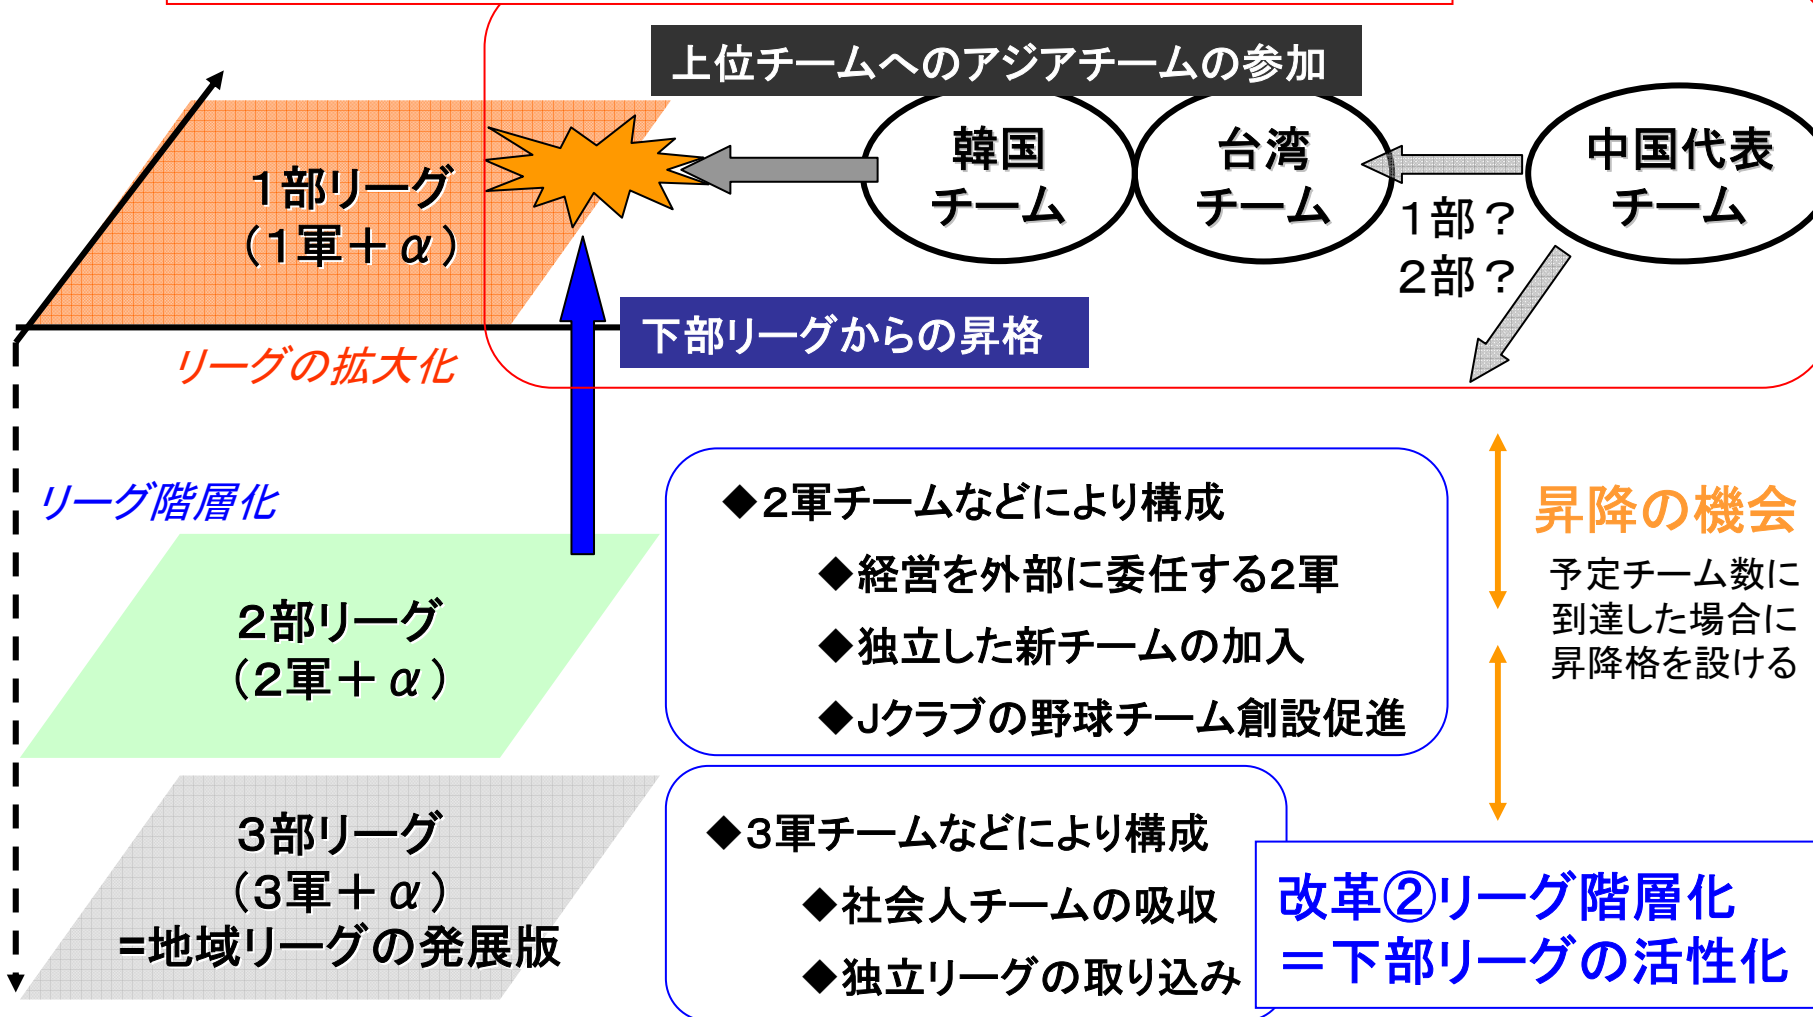 上位チームへのアジアチームの参加
韓国
チーム
台湾
チーム
中国代表
チーム
1部リーグ
（1軍＋α）
1部？
2部？
下部リーグからの昇格
リーグの拡大化
リーグ階層化
◆2軍チームなどにより構成
◆経営を外部に委任する2軍
◆独立した新チームの加入
◆Jクラブの野球チーム創設促進
昇降の機会
予定チーム数に
到達した場合に
昇降格を設ける
2部リーグ
（2軍＋α）
3部リーグ
（3軍＋α）
=地域リーグの発展版
◆3軍チームなどにより構成
◆社会人チームの吸収
◆独立リーグの取り込み
改革②リーグ階層化
＝下部リーグの活性化